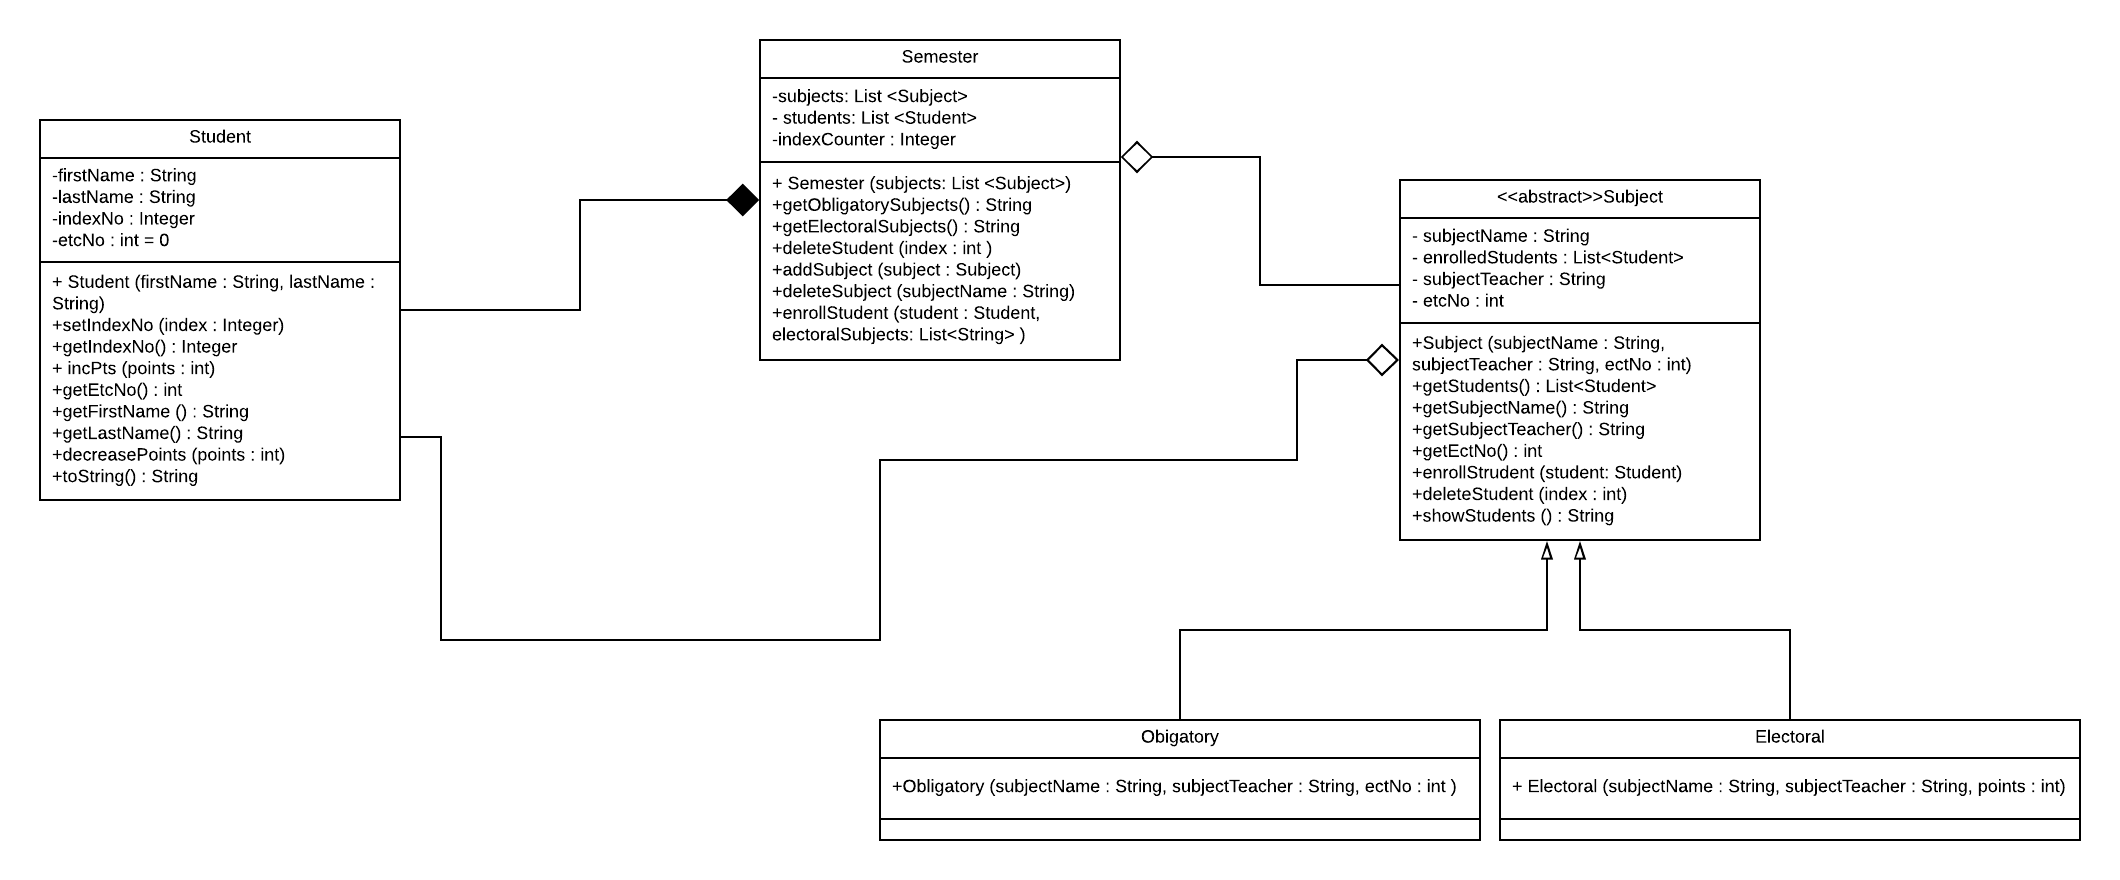 Semester
-subjects: List <Subject>
- students: List <Student>
-indexCounter : Integer
+ Semester (subjects: List <Subject>)
+getObligatorySubjects() : String
+getElectoralSubjects() : String
+deleteStudent (index : int )
+addSubject (subject : Subject)
+deleteSubject (subjectName : String)
+enrollStudent (student : Student,
electoralSubjects: List<String> )
Student
-firstName : String
-lastName : String
-indexNo : Integer
-etcNo : int = 0
+ Student (firstName : String, lastName :
String)
+setIndexNo (index : Integer)
+getIndexNo() : Integer
+ incPts (points : int)
+getEtcNo() : int
+getFirstName () : String
+getLastName() : String
+decreasePoints (points : int)
+toString() : String
<<abstract>>Subject
- subjectName : String
- enrolledStudents : List<Student>
- subjectTeacher : String
- etcNo : int
+Subject (subjectName : String,
subjectTeacher : String, ectNo : int)
+getStudents() : List<Student>
+getSubjectName() : String
+getSubjectTeacher() : String
+getEctNo() : int
+enrollStrudent (student: Student)
+deleteStudent (index : int)
+showStudents () : String
Obigatory
+Obligatory (subjectName : String, subjectTeacher : String, ectNo : int )
Electoral
+ Electoral (subjectName : String, subjectTeacher : String, points : int)